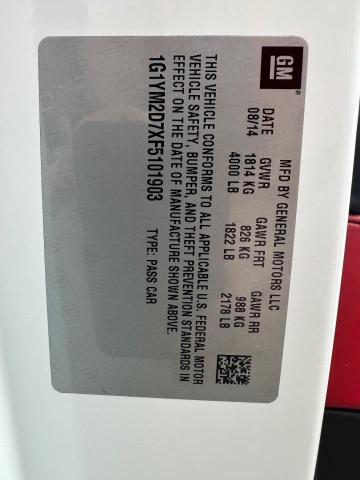 GM
MFD BY GENERAL MOTORS LLC
DATE GVWR GAWR FRT GAWR RR
08/14 1814 KG 826 KG 988 KG
4000 LB 1822 LB 2178 LB
THIS VEHICLE CONFORMS TO ALL APPLICABLE U.S. FEDERAL MOTOR
VEHICLE SAFETY, BUMPER, AND THEFT PREVENTION STANDARDS IN
EFFECT ON THE DATE OF MANUFACTURE SHOWN ABOVE.
1G1YM2D7XF5101903 TYPE: PASS CAR